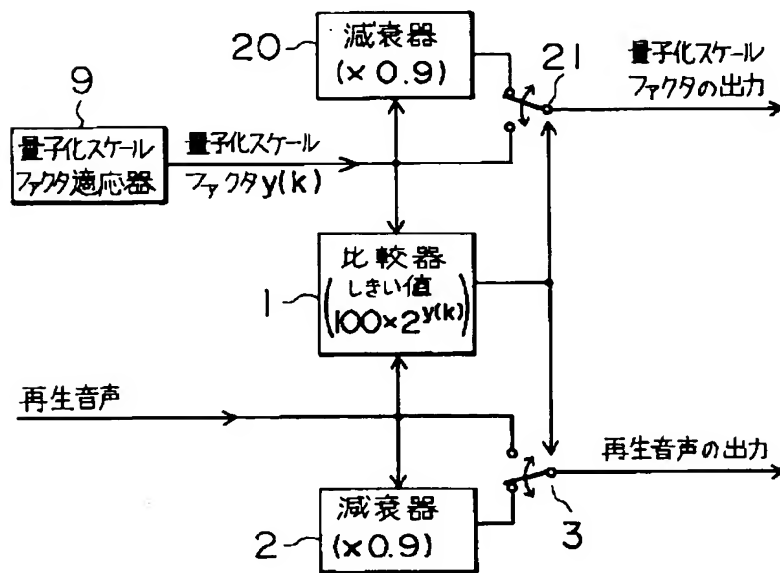 20
減衰器
(×0.9)
21
量子化スケール
ファクタの出力
9
量子化スケール
ファクタ適応器
量子化スケール
ファクタy(k)
1
比較器
しきい値
(100×2^y(k))
再生音声
再生音声の出力
2
減衰器
(×0.9)
3